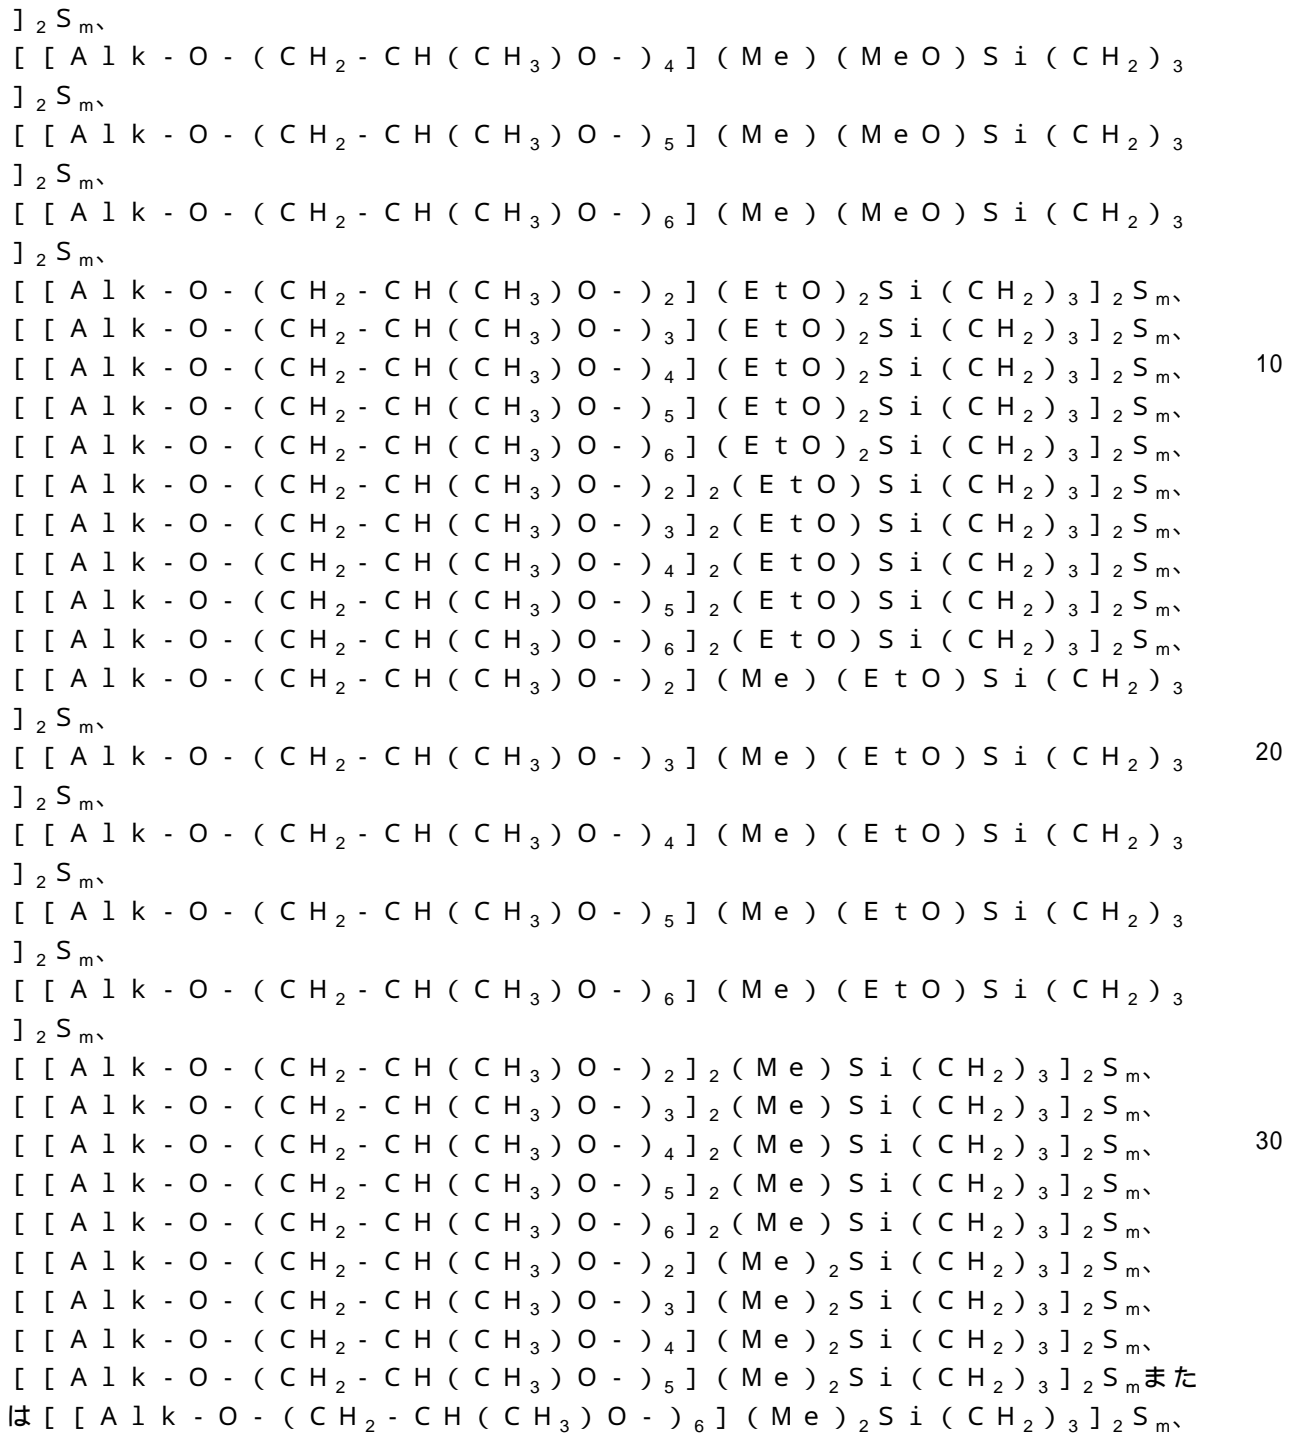 ]₂Sₘ、
[[Alk-O-(CH₂-CH(CH₃)O-)₄](Me)(MeO)Si(CH₂)₃
]₂Sₘ、
[[Alk-O-(CH₂-CH(CH₃)O-)₅](Me)(MeO)Si(CH₂)₃
]₂Sₘ、
[[Alk-O-(CH₂-CH(CH₃)O-)₆](Me)(MeO)Si(CH₂)₃
]₂Sₘ、
[[Alk-O-(CH₂-CH(CH₃)O-)₂](EtO)₂Si(CH₂)₃]₂Sₘ、
[[Alk-O-(CH₂-CH(CH₃)O-)₃](EtO)₂Si(CH₂)₃]₂Sₘ、
[[Alk-O-(CH₂-CH(CH₃)O-)₄](EtO)₂Si(CH₂)₃]₂Sₘ、 10
[[Alk-O-(CH₂-CH(CH₃)O-)₅](EtO)₂Si(CH₂)₃]₂Sₘ、
[[Alk-O-(CH₂-CH(CH₃)O-)₆](EtO)₂Si(CH₂)₃]₂Sₘ、
[[Alk-O-(CH₂-CH(CH₃)O-)₂]₂(EtO)Si(CH₂)₃]₂Sₘ、
[[Alk-O-(CH₂-CH(CH₃)O-)₃]₂(EtO)Si(CH₂)₃]₂Sₘ、
[[Alk-O-(CH₂-CH(CH₃)O-)₄]₂(EtO)Si(CH₂)₃]₂Sₘ、
[[Alk-O-(CH₂-CH(CH₃)O-)₅]₂(EtO)Si(CH₂)₃]₂Sₘ、
[[Alk-O-(CH₂-CH(CH₃)O-)₆]₂(EtO)Si(CH₂)₃]₂Sₘ、
[[Alk-O-(CH₂-CH(CH₃)O-)₂](Me)(EtO)Si(CH₂)₃
]₂Sₘ、
[[Alk-O-(CH₂-CH(CH₃)O-)₃](Me)(EtO)Si(CH₂)₃ 20
]₂Sₘ、
[[Alk-O-(CH₂-CH(CH₃)O-)₄](Me)(EtO)Si(CH₂)₃
]₂Sₘ、
[[Alk-O-(CH₂-CH(CH₃)O-)₅](Me)(EtO)Si(CH₂)₃
]₂Sₘ、
[[Alk-O-(CH₂-CH(CH₃)O-)₆](Me)(EtO)Si(CH₂)₃
]₂Sₘ、
[[Alk-O-(CH₂-CH(CH₃)O-)₂]₂(Me)Si(CH₂)₃]₂Sₘ、
[[Alk-O-(CH₂-CH(CH₃)O-)₃]₂(Me)Si(CH₂)₃]₂Sₘ、
[[Alk-O-(CH₂-CH(CH₃)O-)₄]₂(Me)Si(CH₂)₃]₂Sₘ、 30
[[Alk-O-(CH₂-CH(CH₃)O-)₅]₂(Me)Si(CH₂)₃]₂Sₘ、
[[Alk-O-(CH₂-CH(CH₃)O-)₆]₂(Me)Si(CH₂)₃]₂Sₘ、
[[Alk-O-(CH₂-CH(CH₃)O-)₂](Me)₂Si(CH₂)₃]₂Sₘ、
[[Alk-O-(CH₂-CH(CH₃)O-)₃](Me)₂Si(CH₂)₃]₂Sₘ、
[[Alk-O-(CH₂-CH(CH₃)O-)₄](Me)₂Si(CH₂)₃]₂Sₘ、
[[Alk-O-(CH₂-CH(CH₃)O-)₅](Me)₂Si(CH₂)₃]₂Sₘまた
は[[Alk-O-(CH₂-CH(CH₃)O-)₆](Me)₂Si(CH₂)₃]₂Sₘ、